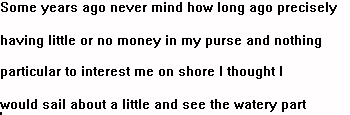 Some years ago never mind how long ago precisely
having little or no money in my purse and nothing
particular to interest me on shore I thought I
would sail about a little and see the watery part